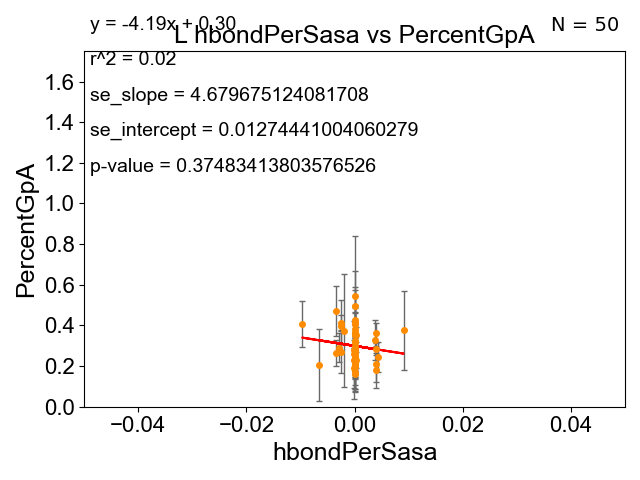 y = -4.19x + 0.30
N = 50
L hbondPerSasa vs PercentGpA
r^2 = 0.02
se_slope = 4.679675124081708
se_intercept = 0.01274441004060279
p-value = 0.37483413803576526
PercentGpA
1.6
1.4
1.2
1.0
0.8
0.6
0.4
0.2
0.0
−0.04 −0.02 0.00 0.02 0.04
hbondPerSasa